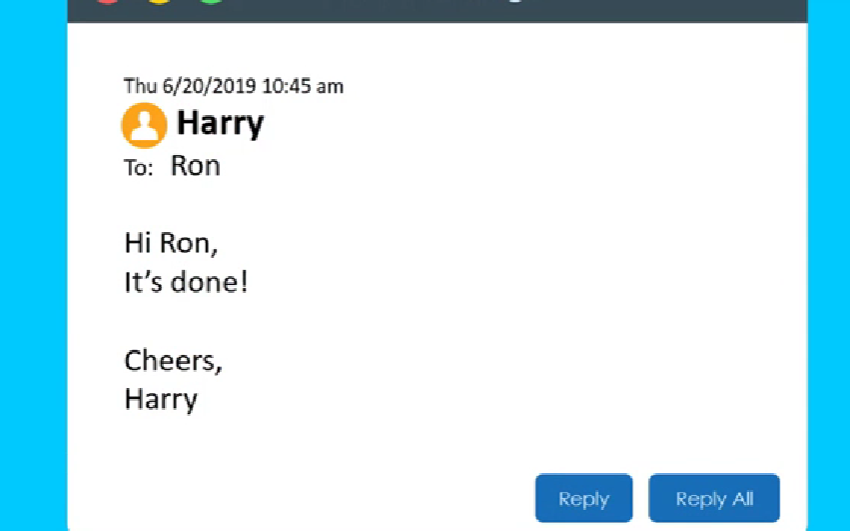 Thu 6/20/2019 10:45 am
Harry
To: Ron
Hi Ron,
It's done!
Cheers,
Harry
Reply
Reply All